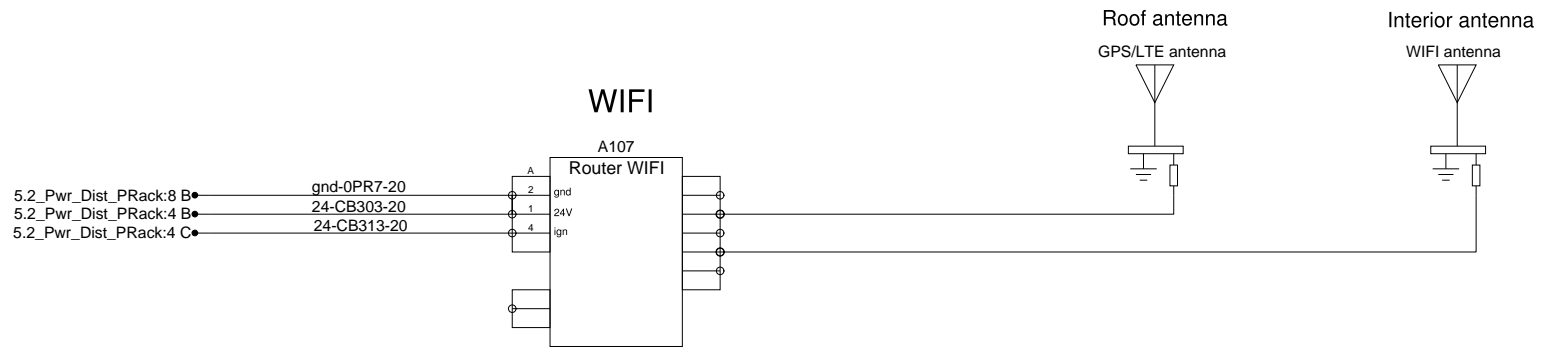 Roof antenna
Interior antenna
GPS/LTE antenna
WIFI antenna
WIFI
A107
Router WIFI
A
5.2_Pwr_Dist_PRack:8 B
gnd-0PR7-20
2
gnd
5.2_Pwr_Dist_PRack:4 B
24-CB303-20
1
24V
5.2_Pwr_Dist_PRack:4 C
24-CB313-20
4
ign